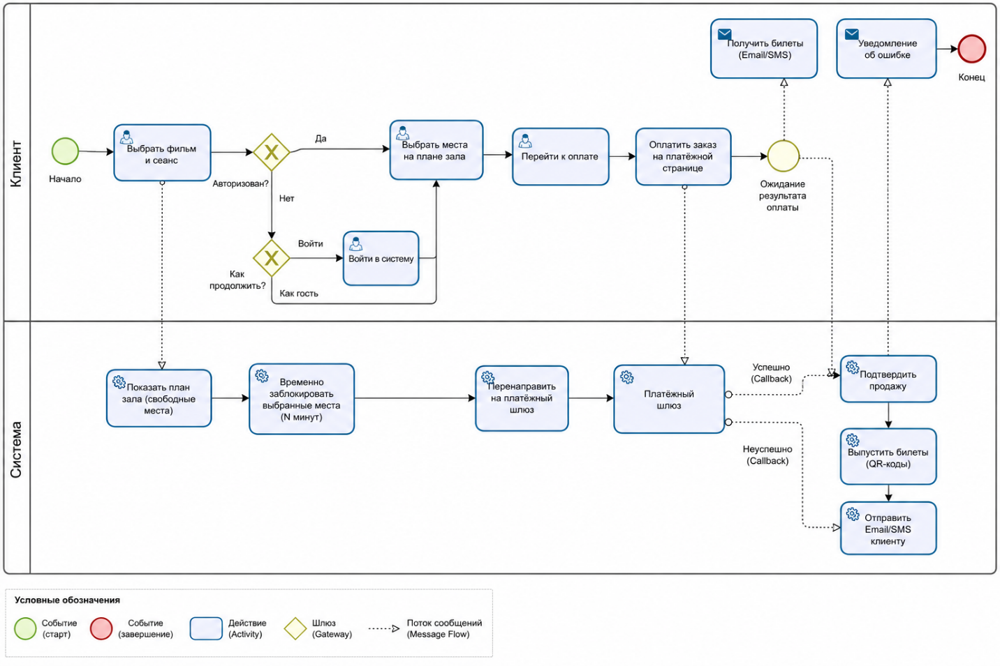 Клиент
Получить билеты
(Email/SMS)
Уведомление
об ошибке
Конец
Начало
Выбрать фильм
и сеанс
Авторизован?
Да
Нет
Выбрать места
на плане зала
Перейти к оплате
Оплатить заказ
на платёжной
странице
Ожидание
результата
оплаты
Как
продолжить?
Войти
Войти в систему
Как гость
Система
Показать план
зала (свободные
места)
Временно
заблокировать
выбранные места
(N минут)
Перенаправить
на платёжный
шлюз
Платёжный
шлюз
Успешно
(Callback)
Неуспешно
(Callback)
Подтвердить
продажу
Выпустить билеты
(QR-коды)
Отправить
Email/SMS
клиенту
Условные обозначения
Событие
(старт)
Событие
(завершение)
Действие
(Activity)
Шлюз
(Gateway)
Поток сообщений
(Message Flow)